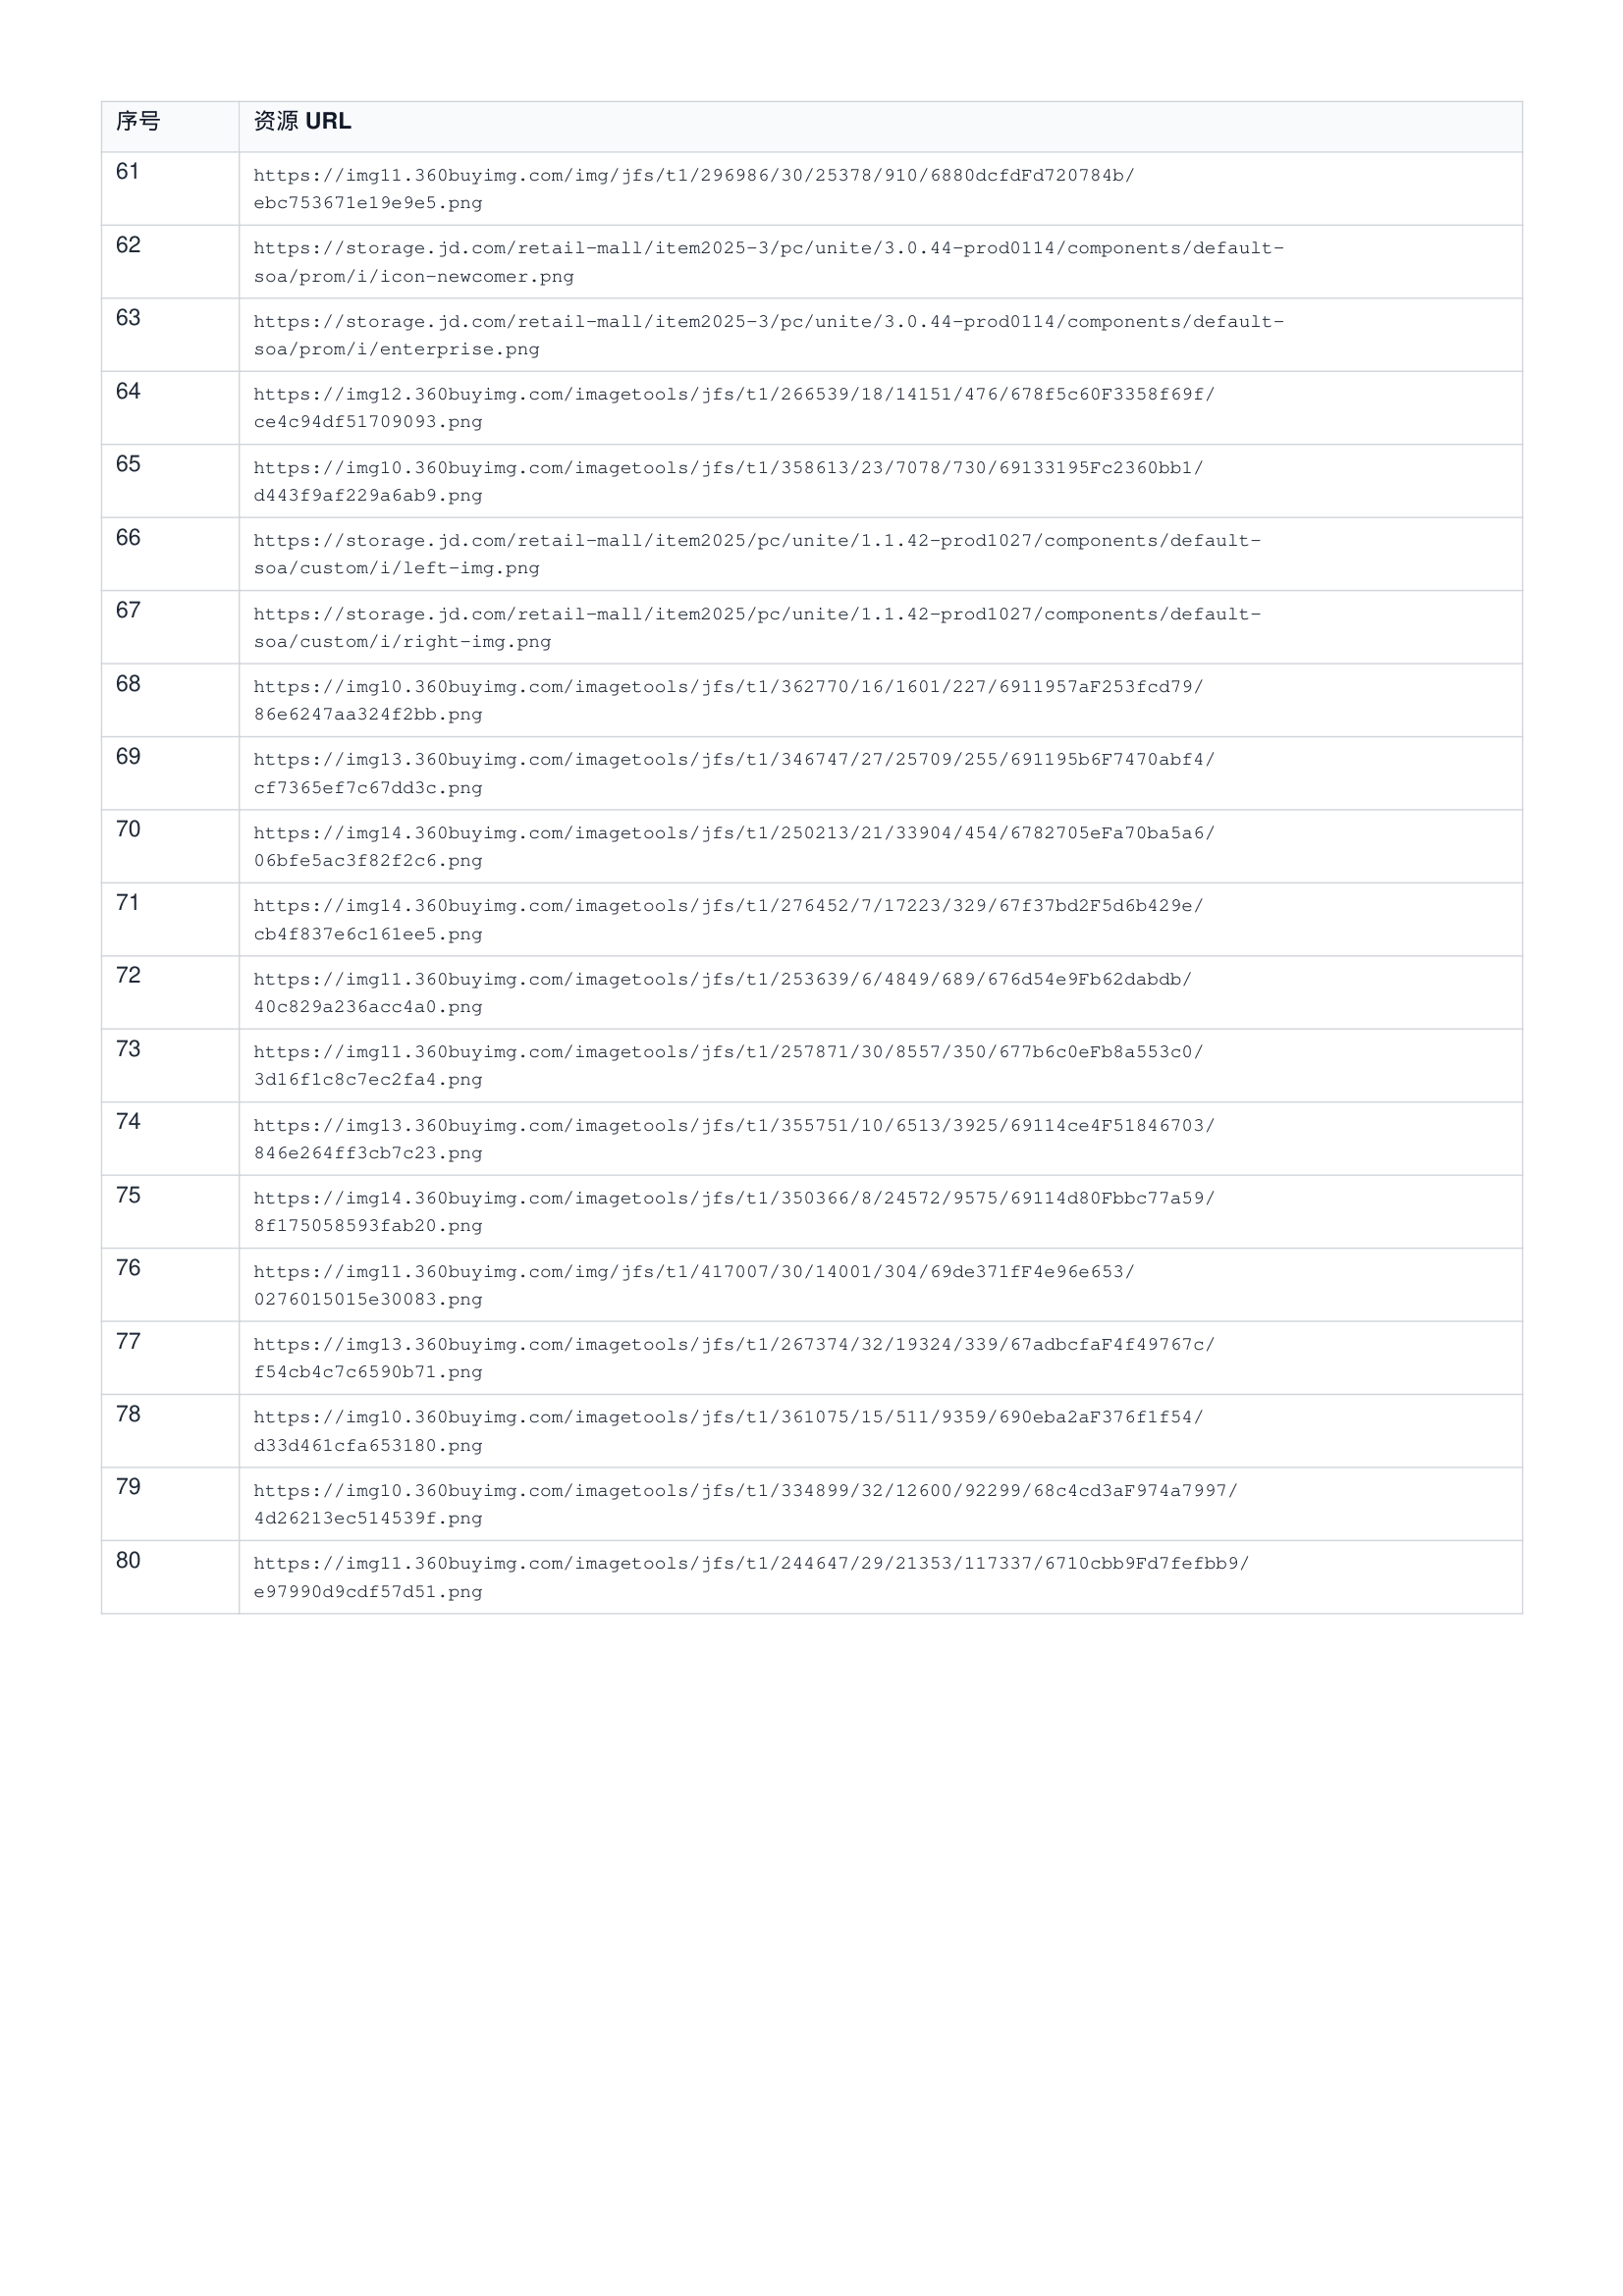 序号 资源 URL
61 https://img11.360buyimg.com/img/jfs/t1/296986/30/25378/910/6880dcfdFd720784b/
ebc753671e19e9e5.png
62 https://storage.jd.com/retail-mall/item2025-3/pc/unite/3.0.44-prod0114/components/default-
soa/prom/i/icon-newcomer.png
63 https://storage.jd.com/retail-mall/item2025-3/pc/unite/3.0.44-prod0114/components/default-
soa/prom/i/enterprise.png
64 https://img12.360buyimg.com/imagetools/jfs/t1/266539/18/14151/476/678f5c60F3358f69f/
ce4c94df51709093.png
65 https://img10.360buyimg.com/imagetools/jfs/t1/358613/23/7078/730/69133195Fc2360bb1/
d443f9af229a6ab9.png
66 https://storage.jd.com/retail-mall/item2025/pc/unite/1.1.42-prod1027/components/default-
soa/custom/i/left-img.png
67 https://storage.jd.com/retail-mall/item2025/pc/unite/1.1.42-prod1027/components/default-
soa/custom/i/right-img.png
68 https://img10.360buyimg.com/imagetools/jfs/t1/362770/16/1601/227/6911957aF253fcd79/
86e6247aa324f2bb.png
69 https://img13.360buyimg.com/imagetools/jfs/t1/346747/27/25709/255/691195b6F7470abf4/
cf7365ef7c67dd3c.png
70 https://img14.360buyimg.com/imagetools/jfs/t1/250213/21/33904/454/6782705eFa70ba5a6/
06bfe5ac3f82f2c6.png
71 https://img14.360buyimg.com/imagetools/jfs/t1/276452/7/17223/329/67f37bd2F5d6b429e/
cb4f837e6c161ee5.png
72 https://img11.360buyimg.com/imagetools/jfs/t1/253639/6/4849/689/676d54e9Fb62dabdb/
40c829a236acc4a0.png
73 https://img11.360buyimg.com/imagetools/jfs/t1/257871/30/8557/350/677b6c0eFb8a553c0/
3d16f1c8c7ec2fa4.png
74 https://img13.360buyimg.com/imagetools/jfs/t1/355751/10/6513/3925/69114ce4F51846703/
846e264ff3cb7c23.png
75 https://img14.360buyimg.com/imagetools/jfs/t1/350366/8/24572/9575/69114d80Fbbc77a59/
8f175058593fab20.png
76 https://img11.360buyimg.com/img/jfs/t1/417007/30/14001/304/69de371fF4e96e653/
0276015015e30083.png
77 https://img13.360buyimg.com/imagetools/jfs/t1/267374/32/19324/339/67adbcfaF4f49767c/
f54cb4c7c6590b71.png
78 https://img10.360buyimg.com/imagetools/jfs/t1/361075/15/511/9359/690eba2aF376f1f54/
d33d461cfa653180.png
79 https://img10.360buyimg.com/imagetools/jfs/t1/334899/32/12600/92299/68c4cd3aF974a7997/
4d26213ec514539f.png
80 https://img11.360buyimg.com/imagetools/jfs/t1/244647/29/21353/117337/6710cbb9Fd7fefbb9/
e97990d9cdf57d51.png